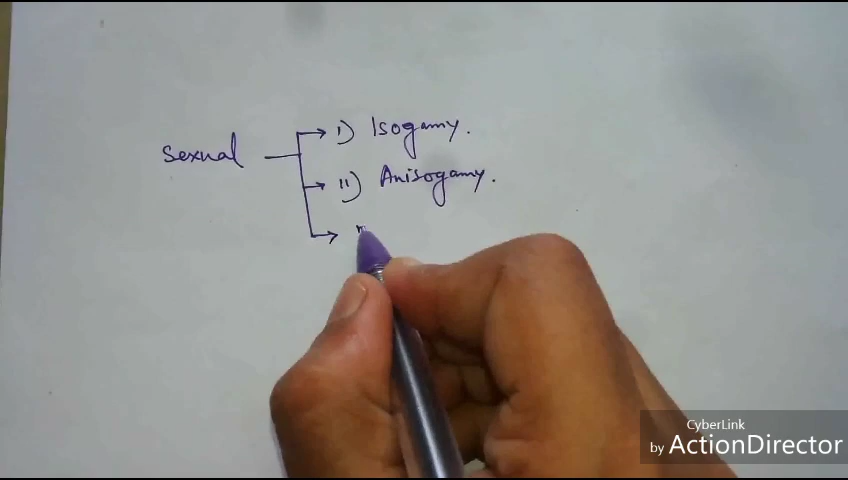 sexual
i) Isogamy.
ii) Anisogamy.
CyberLink
by ActionDirector